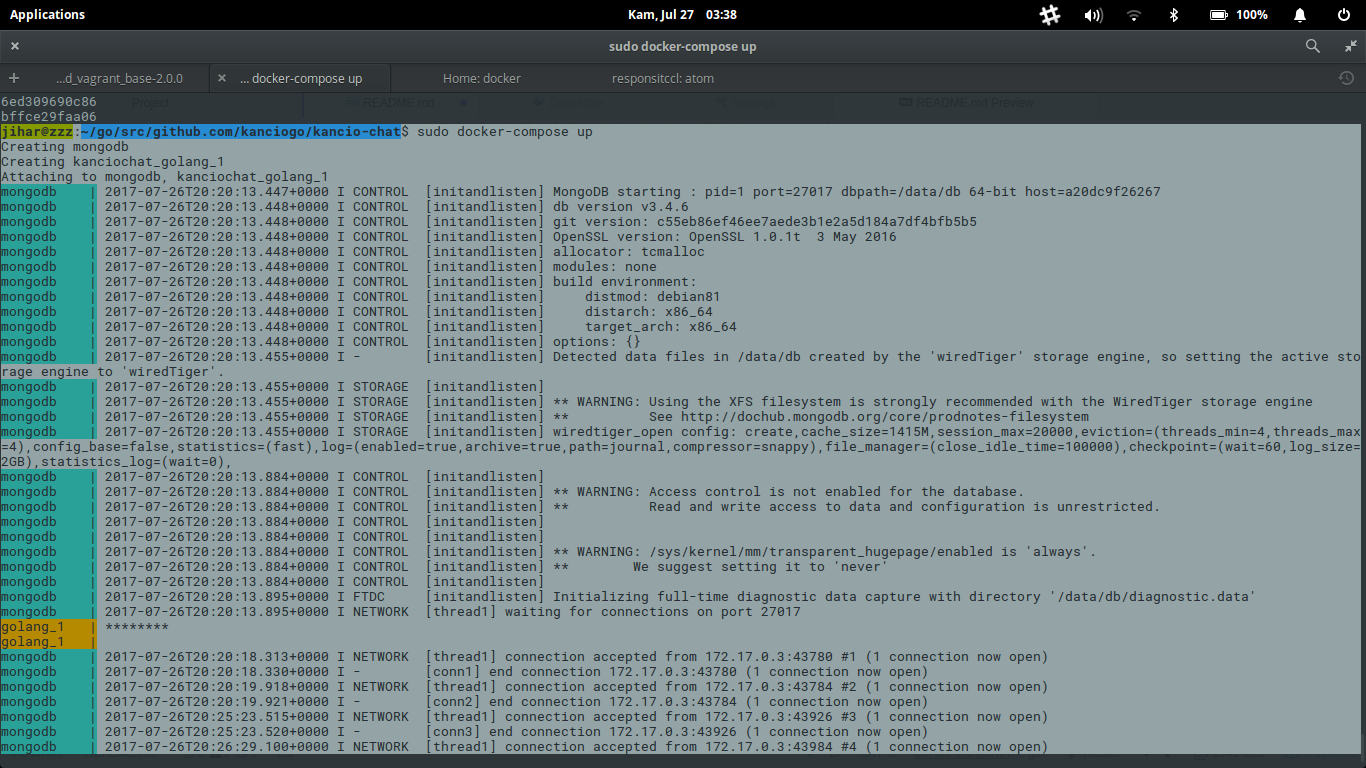 Applications
Kam, Jul 27 03:38
100%
sudo docker-compose up
...d_vagrant_base-2.0.0
... docker-compose up
Home: docker
responsitccl: atom
Project
README.md
README.md Preview
6ed309690c86
bffce29faa06
jihar@zzz:~/go/src/github.com/kanciogo/kancio-chat$ sudo docker-compose up
Creating mongodb
Creating kanciochat_golang_1
Attaching to mongodb, kanciochat_golang_1
mongodb | 2017-07-26T20:20:13.447+0000 I CONTROL [initandlisten] MongoDB starting : pid=1 port=27017 dbpath=/data/db 64-bit host=a20dc9f26267
mongodb | 2017-07-26T20:20:13.448+0000 I CONTROL [initandlisten] db version v3.4.6
mongodb | 2017-07-26T20:20:13.448+0000 I CONTROL [initandlisten] git version: c55eb86ef46ee7aede3b1e2a5d184a7df4bfb5b5
mongodb | 2017-07-26T20:20:13.448+0000 I CONTROL [initandlisten] OpenSSL version: OpenSSL 1.0.1t 3 May 2016
mongodb | 2017-07-26T20:20:13.448+0000 I CONTROL [initandlisten] allocator: tcmalloc
mongodb | 2017-07-26T20:20:13.448+0000 I CONTROL [initandlisten] modules: none
mongodb | 2017-07-26T20:20:13.448+0000 I CONTROL [initandlisten] build environment:
mongodb | 2017-07-26T20:20:13.448+0000 I CONTROL [initandlisten] distmod: debian81
mongodb | 2017-07-26T20:20:13.448+0000 I CONTROL [initandlisten] distarch: x86_64
mongodb | 2017-07-26T20:20:13.448+0000 I CONTROL [initandlisten] target_arch: x86_64
mongodb | 2017-07-26T20:20:13.448+0000 I CONTROL [initandlisten] options: {}
mongodb | 2017-07-26T20:20:13.455+0000 I - [initandlisten] Detected data files in /data/db created by the 'wiredTiger' storage engine, so setting the active sto
rage engine to 'wiredTiger'.
mongodb | 2017-07-26T20:20:13.455+0000 I STORAGE [initandlisten]
mongodb | 2017-07-26T20:20:13.455+0000 I STORAGE [initandlisten] ** WARNING: Using the XFS filesystem is strongly recommended with the WiredTiger storage engine
mongodb | 2017-07-26T20:20:13.455+0000 I STORAGE [initandlisten] ** See http://dochub.mongodb.org/core/prodnotes-filesystem
mongodb | 2017-07-26T20:20:13.455+0000 I STORAGE [initandlisten] wiredtiger_open config: create,cache_size=1415M,session_max=20000,eviction=(threads_min=4,threads_max
=4),config_base=false,statistics=(fast),log=(enabled=true,archive=true,path=journal,compressor=snappy),file_manager=(close_idle_time=100000),checkpoint=(wait=60,log_size=
2GB),statistics_log=(wait=0),
mongodb | 2017-07-26T20:20:13.884+0000 I CONTROL [initandlisten]
mongodb | 2017-07-26T20:20:13.884+0000 I CONTROL [initandlisten] ** WARNING: Access control is not enabled for the database.
mongodb | 2017-07-26T20:20:13.884+0000 I CONTROL [initandlisten] ** Read and write access to data and configuration is unrestricted.
mongodb | 2017-07-26T20:20:13.884+0000 I CONTROL [initandlisten]
mongodb | 2017-07-26T20:20:13.884+0000 I CONTROL [initandlisten]
mongodb | 2017-07-26T20:20:13.884+0000 I CONTROL [initandlisten] ** WARNING: /sys/kernel/mm/transparent_hugepage/enabled is 'always'.
mongodb | 2017-07-26T20:20:13.884+0000 I CONTROL [initandlisten] ** We suggest setting it to 'never'
mongodb | 2017-07-26T20:20:13.884+0000 I CONTROL [initandlisten]
mongodb | 2017-07-26T20:20:13.895+0000 I FTDC [initandlisten] Initializing full-time diagnostic data capture with directory '/data/db/diagnostic.data'
mongodb | 2017-07-26T20:20:13.895+0000 I NETWORK [thread1] waiting for connections on port 27017
golang_1 | ********
golang_1 |
mongodb | 2017-07-26T20:20:18.313+0000 I NETWORK [thread1] connection accepted from 172.17.0.3:43780 #1 (1 connection now open)
mongodb | 2017-07-26T20:20:18.330+0000 I - [conn1] end connection 172.17.0.3:43780 (1 connection now open)
mongodb | 2017-07-26T20:20:19.918+0000 I NETWORK [thread1] connection accepted from 172.17.0.3:43784 #2 (1 connection now open)
mongodb | 2017-07-26T20:20:19.921+0000 I - [conn2] end connection 172.17.0.3:43784 (1 connection now open)
mongodb | 2017-07-26T20:25:23.515+0000 I NETWORK [thread1] connection accepted from 172.17.0.3:43926 #3 (1 connection now open)
mongodb | 2017-07-26T20:25:23.520+0000 I - [conn3] end connection 172.17.0.3:43926 (1 connection now open)
mongodb | 2017-07-26T20:26:29.100+0000 I NETWORK [thread1] connection accepted from 172.17.0.3:43984 #4 (1 connection now open)